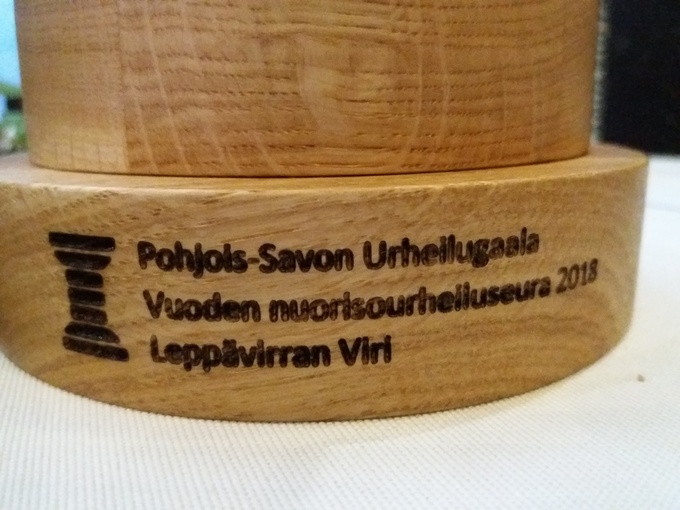 Pohjois-Savon Urheilugaala
Vuoden nuorisourheiluseura 2018
Leppävirran Viri